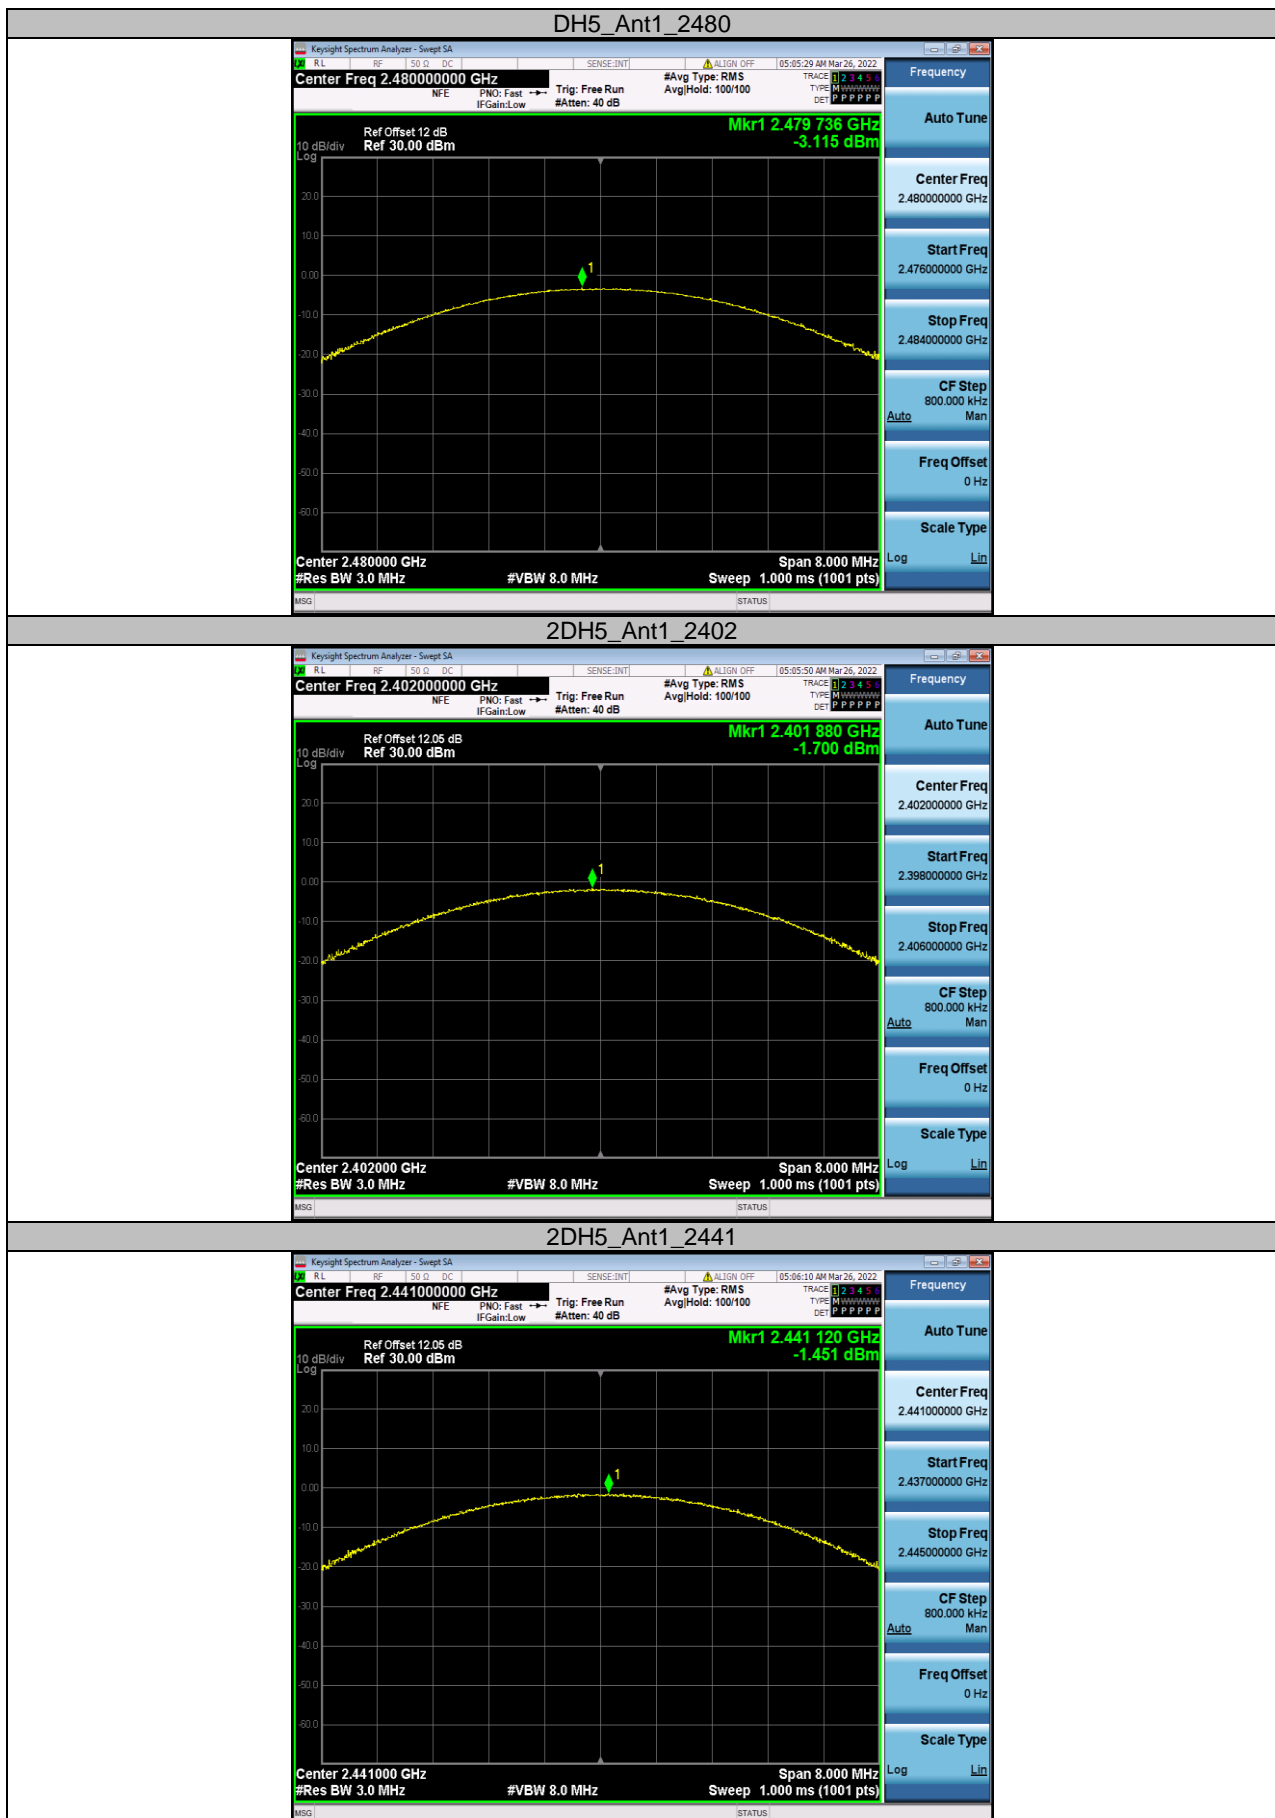 DH5_Ant1_2480
Keysight Spectrum Analyzer - Swept SA
RL RF 50 Ω DC SENSE:INT ALIGN OFF 05:05:29 AM Mar 26, 2022
Center Freq 2.480000000 GHz
NFE PNO: Fast Trig: Free Run #Avg Type: RMS TRACE 1 2 3 4 5 6
IFGain:Low #Atten: 40 dB Avg|Hold: 100/100 TYPE M WWWWW
DET P P P P P P
Frequency
Auto Tune
Mkr1 2.479 736 GHz
-3.115 dBm
Ref Offset 12 dB
10 dB/div Ref 30.00 dBm
Log
20.0
10.0
0.00
-10.0
-20.0
-30.0
-40.0
-50.0
-60.0
1
Center Freq
2.480000000 GHz
Start Freq
2.476000000 GHz
Stop Freq
2.484000000 GHz
CF Step
800.000 kHz
Auto Man
Freq Offset
0 Hz
Scale Type
Log Lin
Center 2.480000 GHz Span 8.000 MHz
#Res BW 3.0 MHz #VBW 8.0 MHz Sweep 1.000 ms (1001 pts)
MSG STATUS
2DH5_Ant1_2402
Keysight Spectrum Analyzer - Swept SA
RL RF 50 Ω DC SENSE:INT ALIGN OFF 05:05:50 AM Mar 26, 2022
Center Freq 2.402000000 GHz
NFE PNO: Fast Trig: Free Run #Avg Type: RMS TRACE 1 2 3 4 5 6
IFGain:Low #Atten: 40 dB Avg|Hold: 100/100 TYPE M WWWWW
DET P P P P P P
Frequency
Auto Tune
Mkr1 2.401 880 GHz
-1.700 dBm
Ref Offset 12.05 dB
10 dB/div Ref 30.00 dBm
Log
20.0
10.0
0.00
-10.0
-20.0
-30.0
-40.0
-50.0
-60.0
1
Center Freq
2.402000000 GHz
Start Freq
2.398000000 GHz
Stop Freq
2.406000000 GHz
CF Step
800.000 kHz
Auto Man
Freq Offset
0 Hz
Scale Type
Log Lin
Center 2.402000 GHz Span 8.000 MHz
#Res BW 3.0 MHz #VBW 8.0 MHz Sweep 1.000 ms (1001 pts)
MSG STATUS
2DH5_Ant1_2441
Keysight Spectrum Analyzer - Swept SA
RL RF 50 Ω DC SENSE:INT ALIGN OFF 05:06:10 AM Mar 26, 2022
Center Freq 2.441000000 GHz
NFE PNO: Fast Trig: Free Run #Avg Type: RMS TRACE 1 2 3 4 5 6
IFGain:Low #Atten: 40 dB Avg|Hold: 100/100 TYPE M WWWWW
DET P P P P P P
Frequency
Auto Tune
Mkr1 2.441 120 GHz
-1.451 dBm
Ref Offset 12.05 dB
10 dB/div Ref 30.00 dBm
Log
20.0
10.0
0.00
-10.0
-20.0
-30.0
-40.0
-50.0
-60.0
1
Center Freq
2.441000000 GHz
Start Freq
2.437000000 GHz
Stop Freq
2.445000000 GHz
CF Step
800.000 kHz
Auto Man
Freq Offset
0 Hz
Scale Type
Log Lin
Center 2.441000 GHz Span 8.000 MHz
#Res BW 3.0 MHz #VBW 8.0 MHz Sweep 1.000 ms (1001 pts)
MSG STATUS